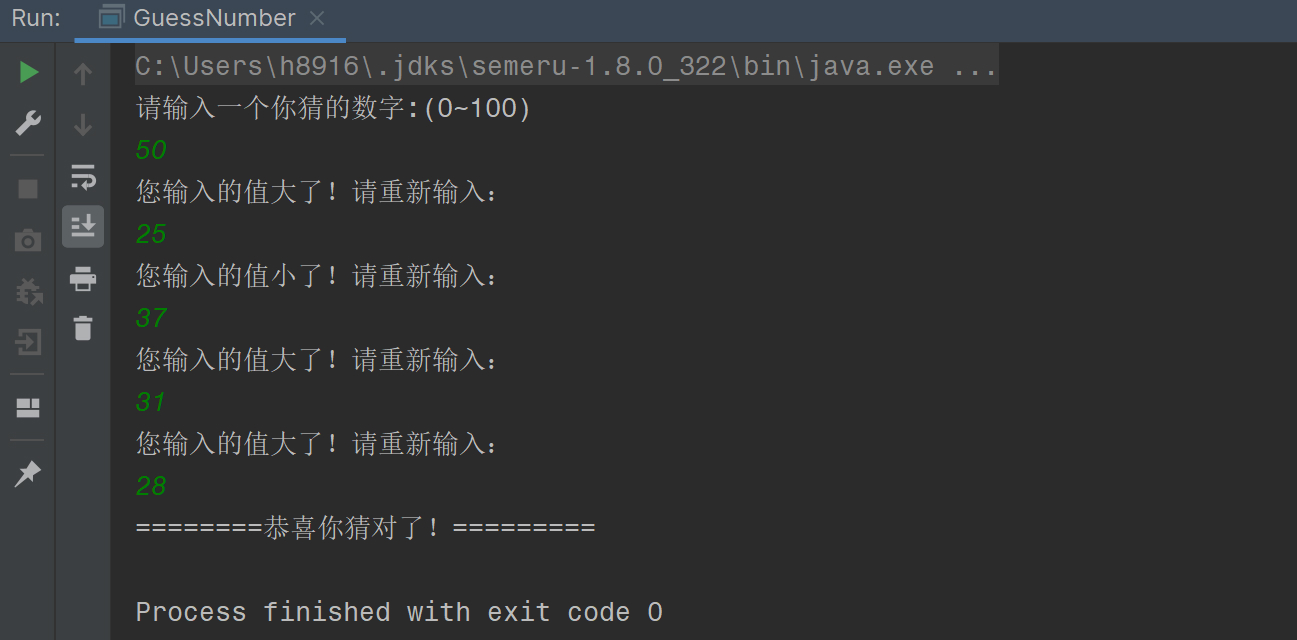 Run: GuessNumber
C:\Users\h8916\.jdks\semeru-1.8.0_322\bin\java.exe ...
请输入一个你猜的数字:(0~100)
50
您输入的值大了！请重新输入：
25
您输入的值小了！请重新输入：
37
您输入的值大了！请重新输入：
31
您输入的值大了！请重新输入：
28
========恭喜你猜对了！=========
Process finished with exit code 0